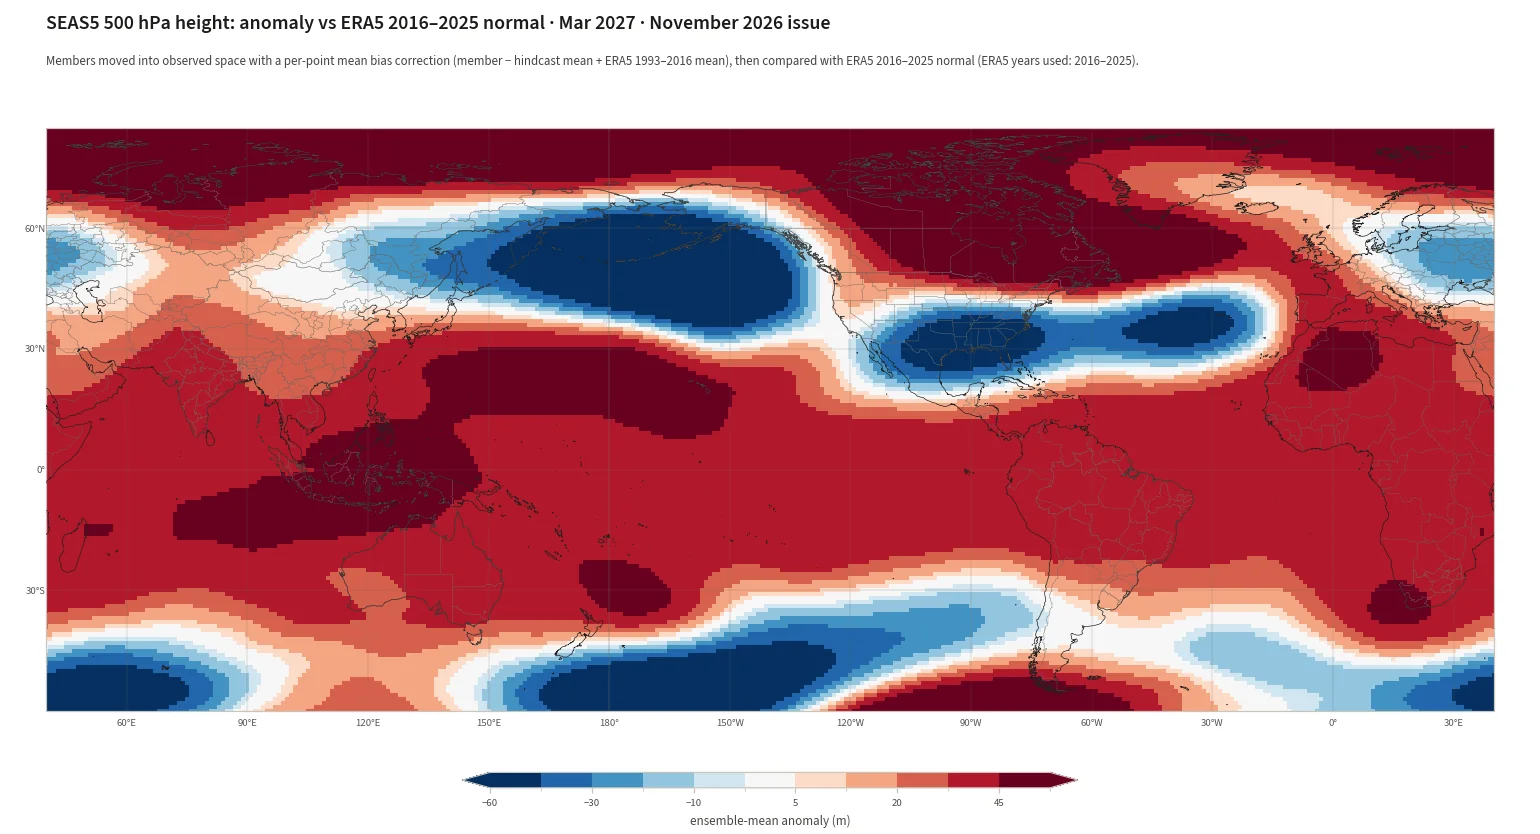 SEAS5 500 hPa height: anomaly vs ERA5 2016–2025 normal · Mar 2027 · November 2026 issue
Members moved into observed space with a per-point mean bias correction (member − hindcast mean + ERA5 1993–2016 mean), then compared with ERA5 2016–2025 normal (ERA5 years used: 2016–2025).
60°N
30°N
0°
30°S
60°E 90°E 120°E 150°E 180° 150°W 120°W 90°W 60°W 30°W 0° 30°E
−60 −30 −10 5 20 45
ensemble-mean anomaly (m)